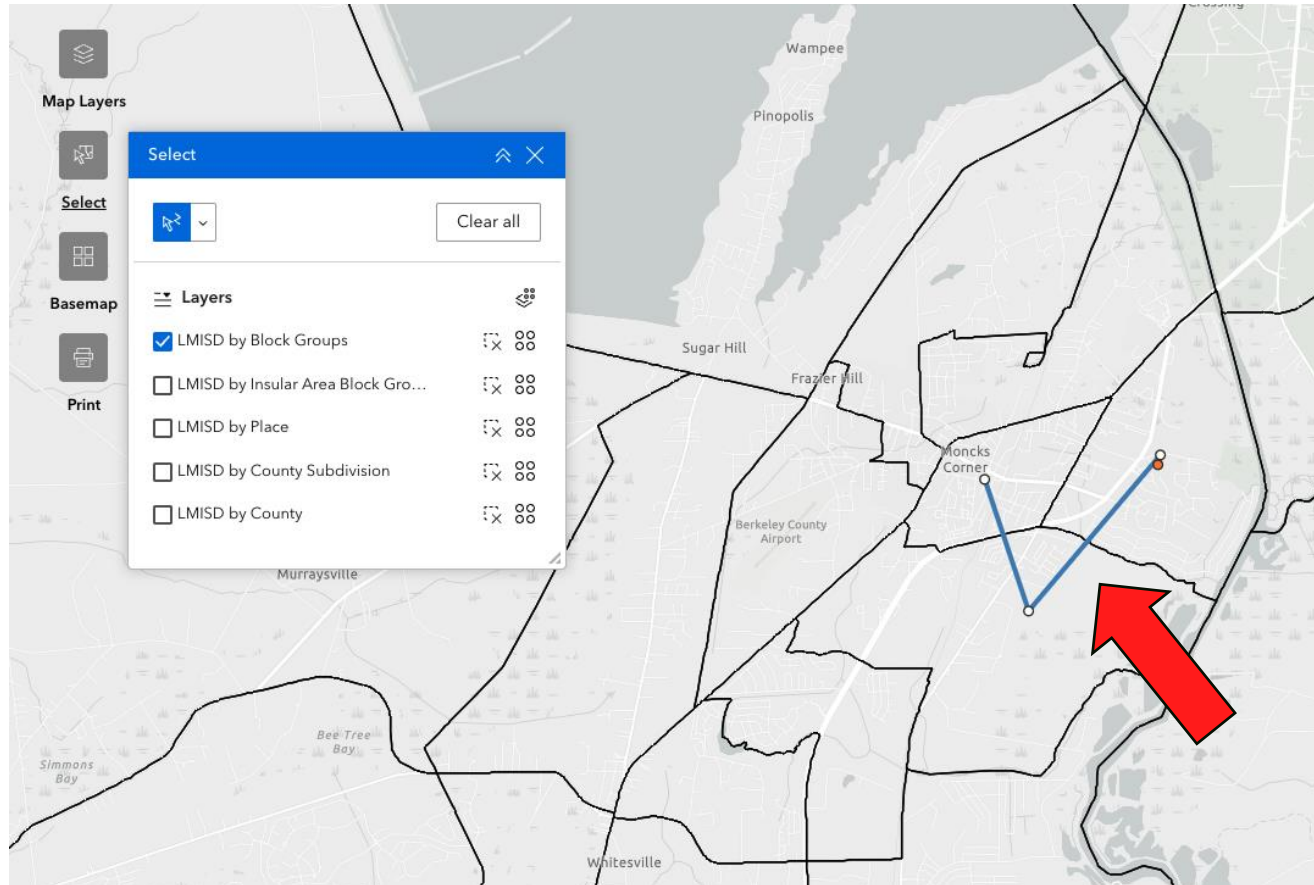 Map Layers
Select
Basemap
Print
Select
Clear all
Layers
LMISD by Block Groups
LMISD by Insular Area Block Gro...
LMISD by Place
LMISD by County Subdivision
LMISD by County
Crossing
Wampee
Pinopolis
Sugar Hill
Frazier Hill
Moncks
Corner
Berkeley County
Airport
Murraysville
Bee Tree
Bay
Simmons
Bay
Whitesville